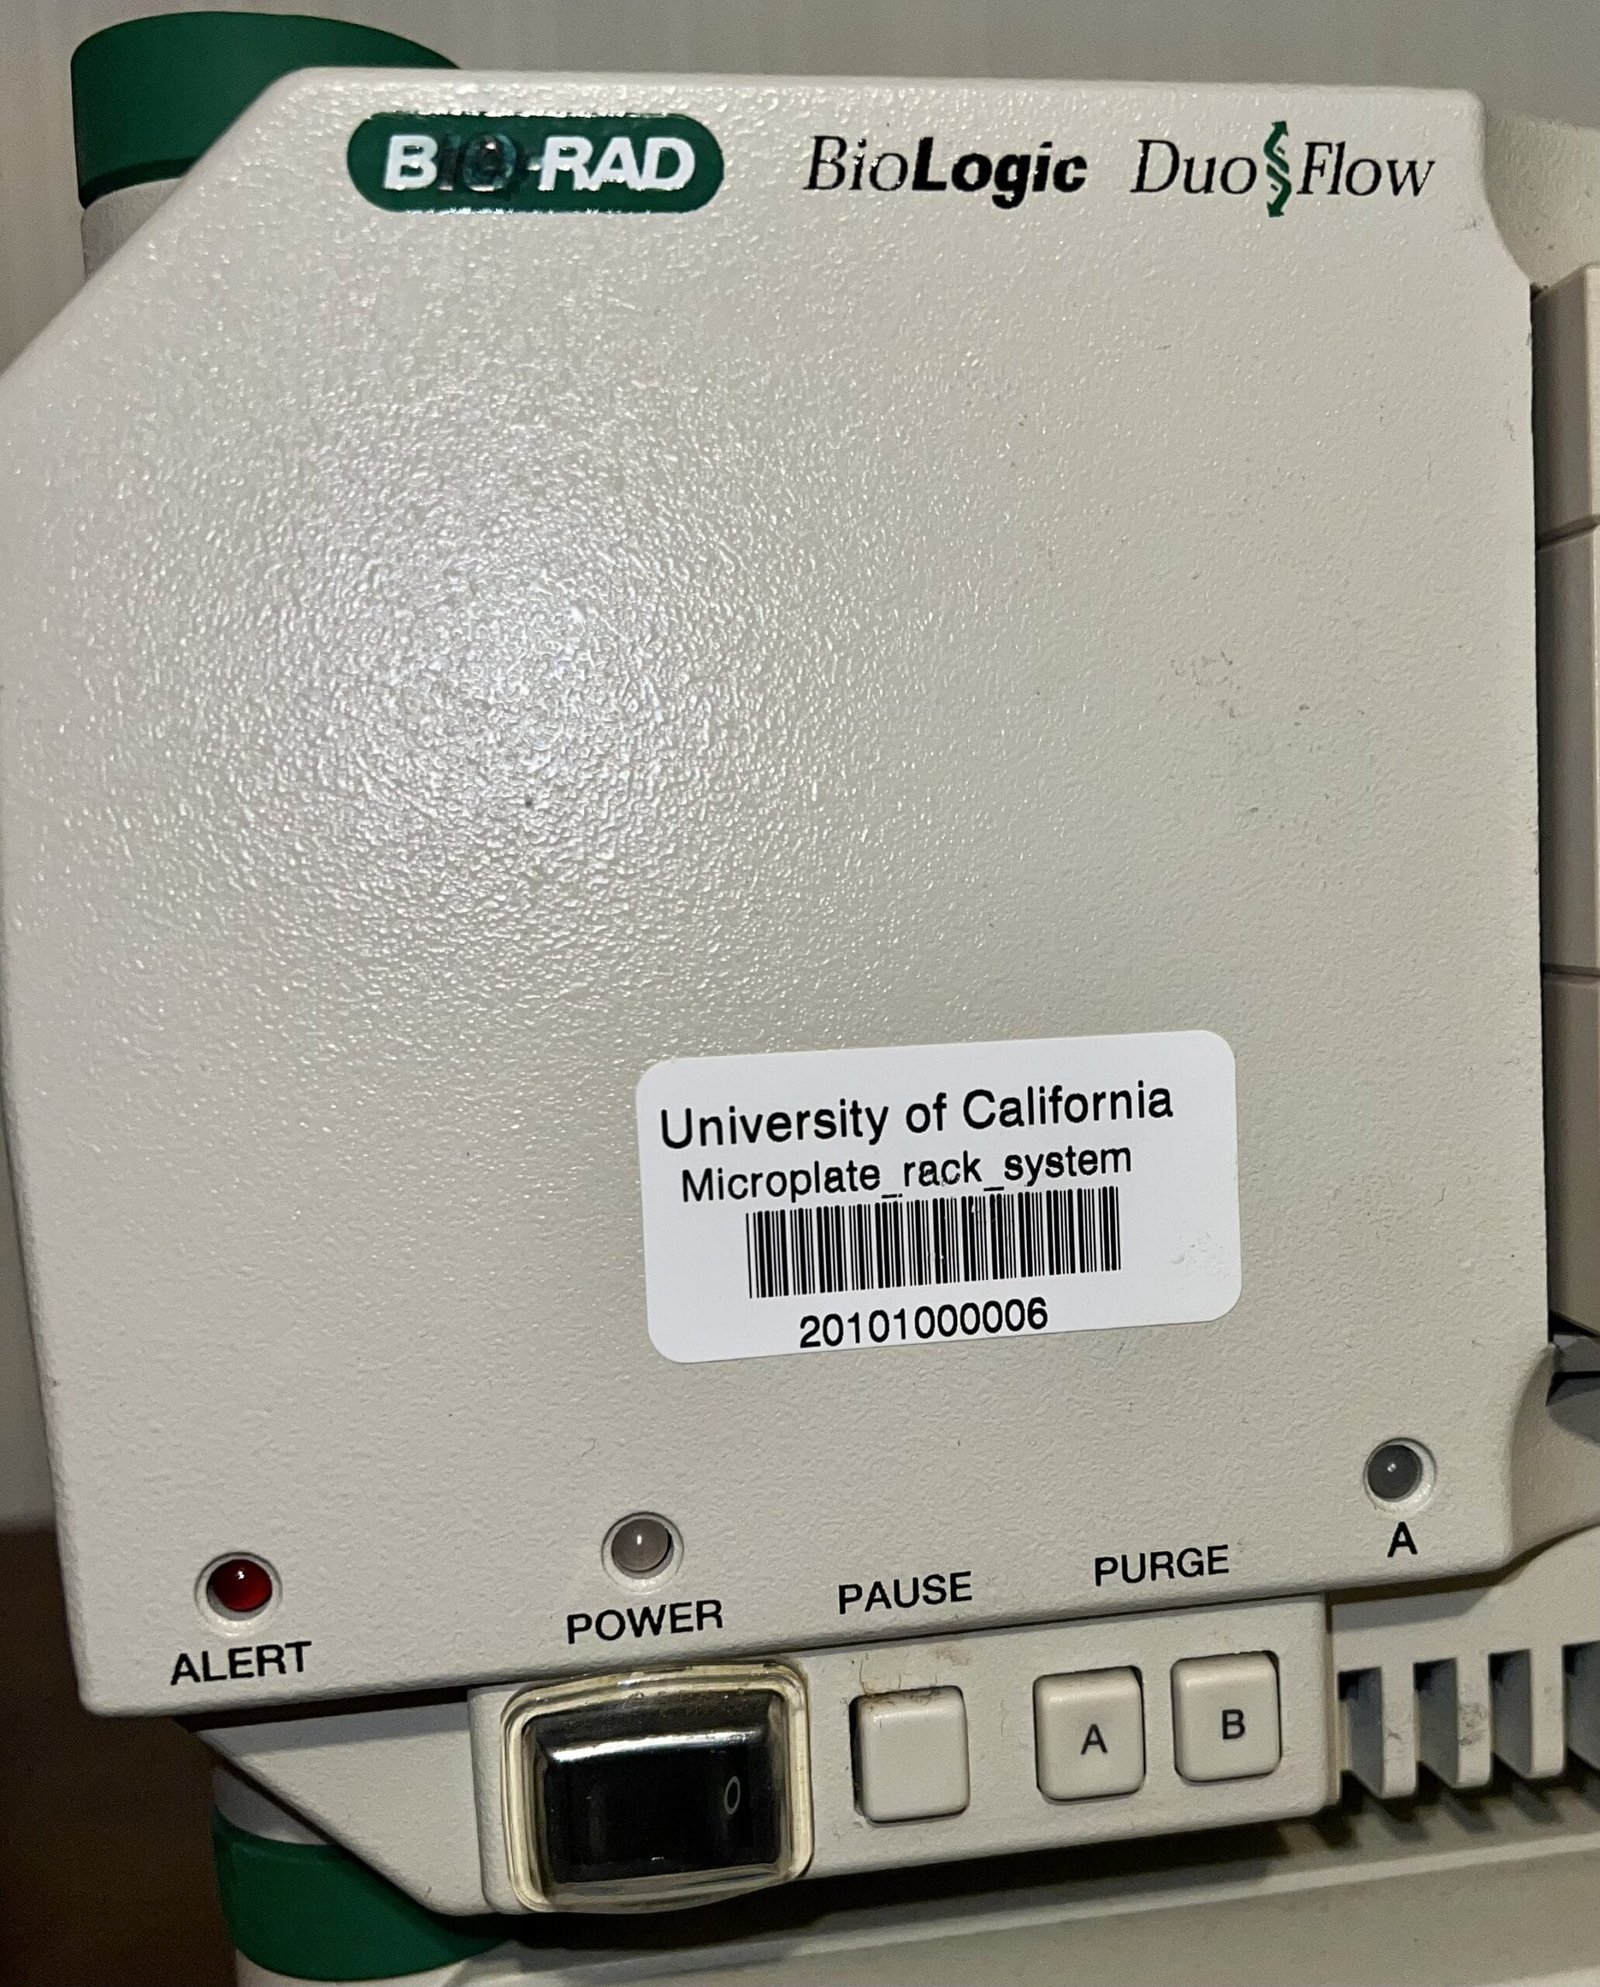 BIO-RAD BioLogic DuoFlow
University of California
Microplate_rack_system
20101000006
A
ALERT POWER PAUSE PURGE
A B